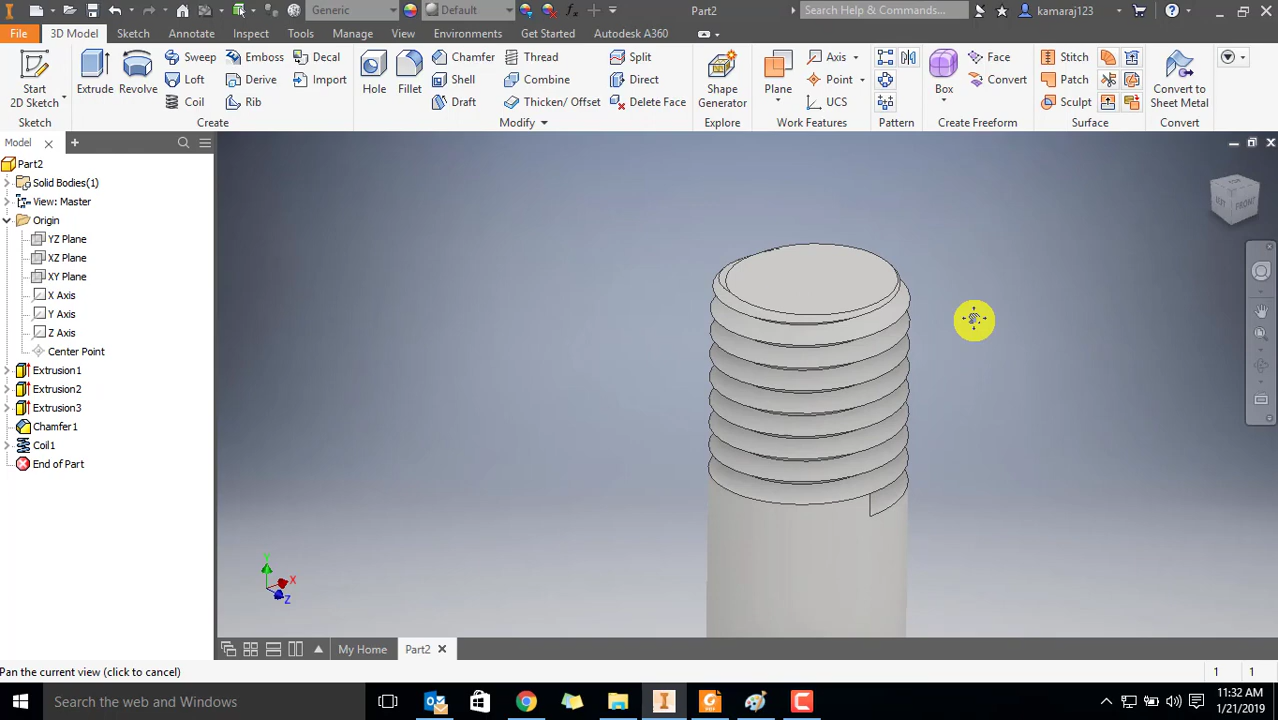 Generic
Default
Part2
Search Help & Commands...
kamaraj123
File
3D Model
Sketch
Annotate
Inspect
Tools
Manage
View
Environments
Get Started
Autodesk A360
Start
2D Sketch
Extrude
Revolve
Sweep
Loft
Coil
Emboss
Derive
Rib
Decal
Import
Hole
Fillet
Chamfer
Shell
Draft
Thread
Combine
Thicken/ Offset
Split
Direct
Delete Face
Shape
Generator
Plane
Axis
Point
UCS
Box
Face
Convert
Stitch
Patch
Sculpt
Convert to
Sheet Metal
Sketch
Create
Modify
Explore
Work Features
Pattern
Create Freeform
Surface
Convert
Model
Part2
Solid Bodies(1)
View: Master
Origin
YZ Plane
XZ Plane
XY Plane
X Axis
Y Axis
Z Axis
Center Point
Extrusion1
Extrusion2
Extrusion3
Chamfer1
Coil1
End of Part
FRONT
Y
X
Z
My Home
Part2
Pan the current view (click to cancel)
1
1
Search the web and Windows
11:32 AM
1/21/2019